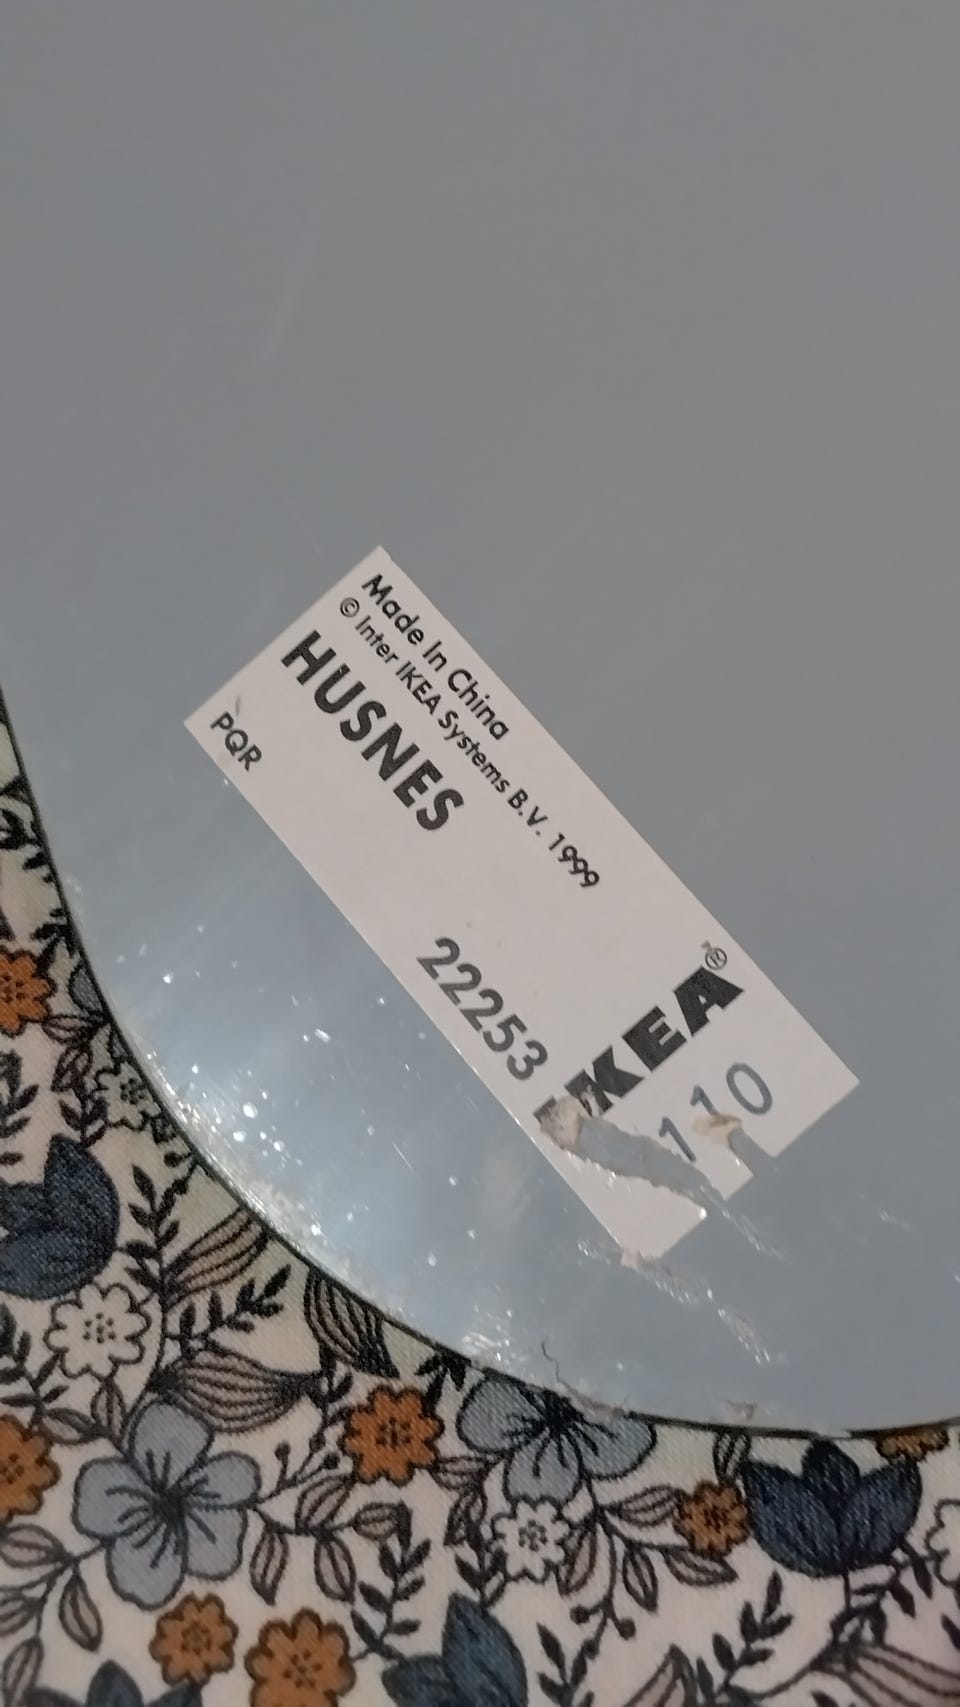 Made In China
© Inter IKEA Systems B.V. 1999
HUSNES
PQR
22253
IKEA®
110